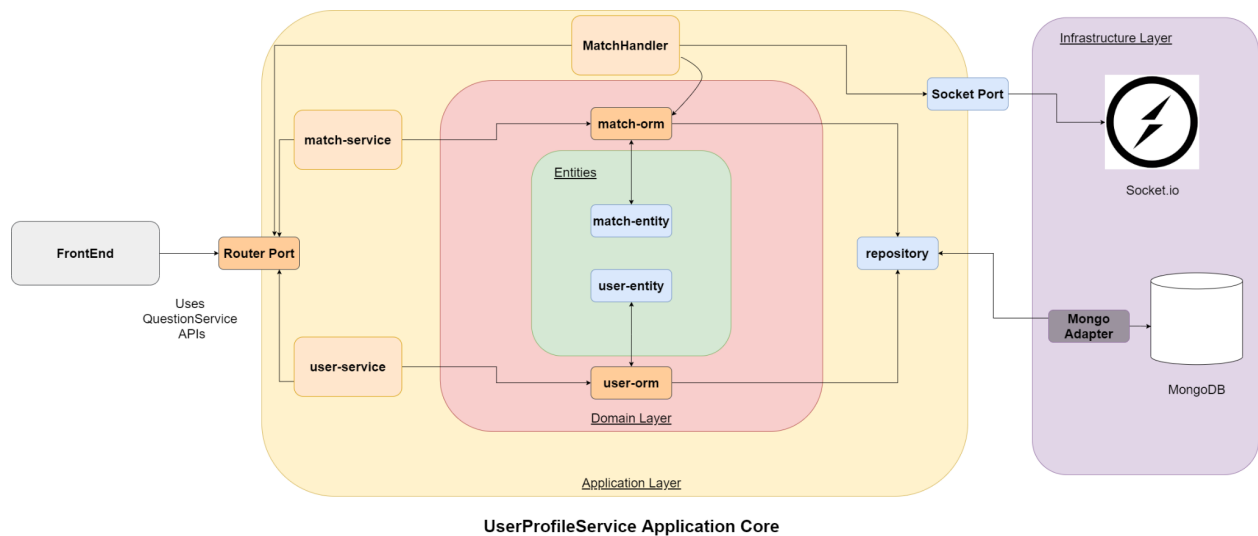 MatchHandler
Infrastructure Layer
Socket Port
match-service
match-orm
Entities
Socket.io
match-entity
FrontEnd
Router Port
repository
user-entity
Uses
QuestionService
APIs
Mongo
Adapter
user-service
user-orm
MongoDB
Domain Layer
Application Layer
UserProfileService Application Core